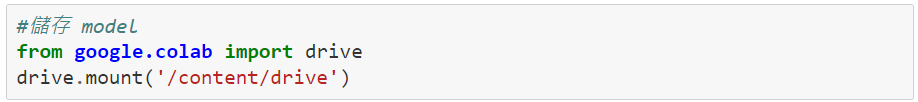 #儲存 model
from google.colab import drive
drive.mount('/content/drive')